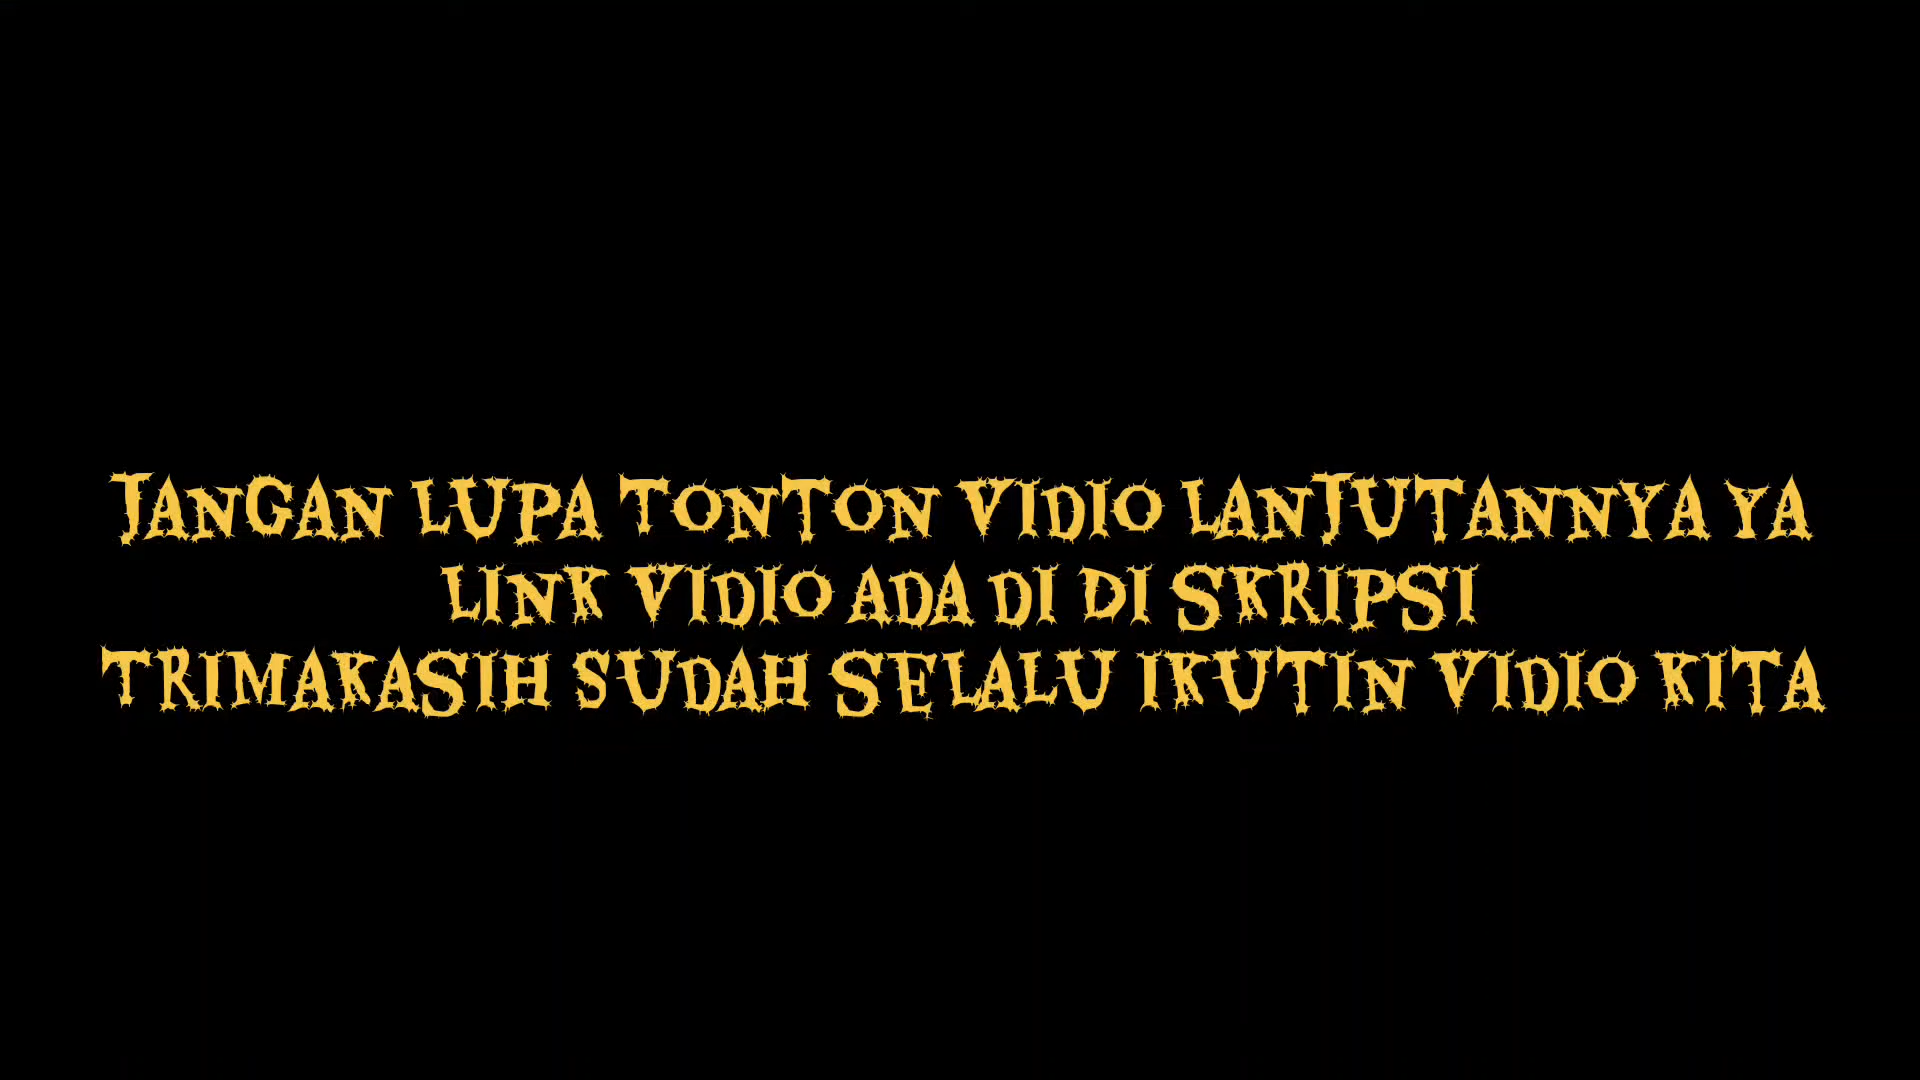 JANGAN LUPA TONTON VIDIO LANJUTANNYA YA
LINK VIDIO ADA DI DI SKRIPSI
TRIMAKASIH SUDAH SELALU IKUTIN VIDIO KITA